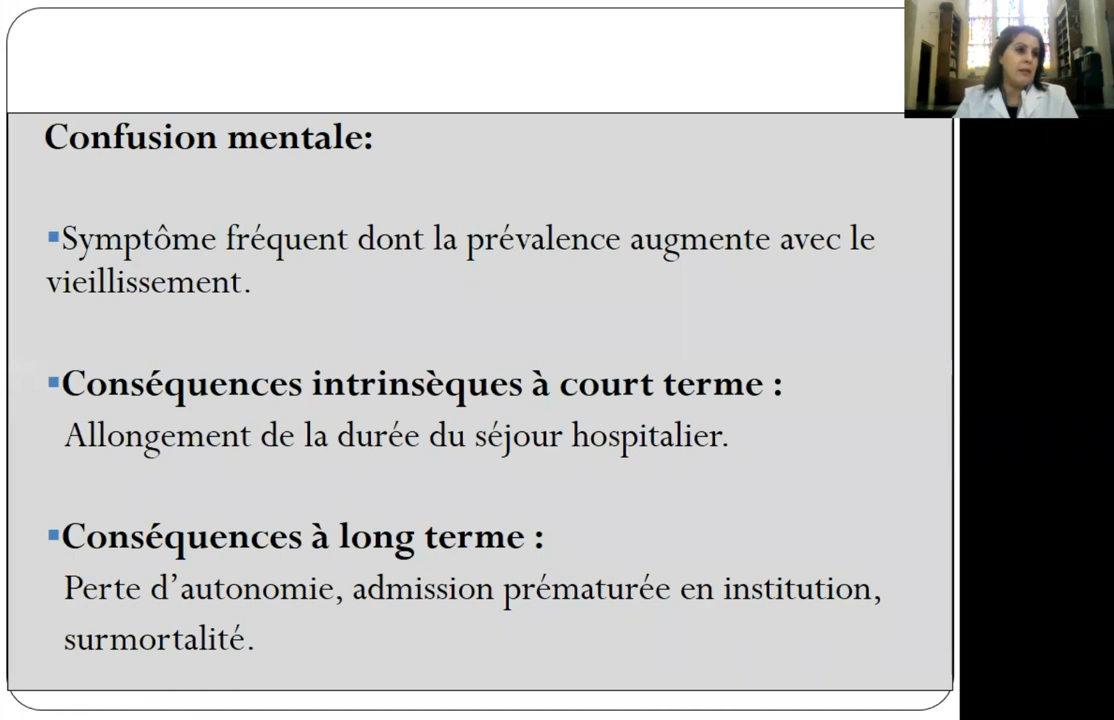 Confusion mentale:
▪Symptôme fréquent dont la prévalence augmente avec le
vieillissement.
▪Conséquences intrinsèques à court terme :
Allongement de la durée du séjour hospitalier.
▪Conséquences à long terme :
Perte d’autonomie, admission prématurée en institution,
surmortalité.